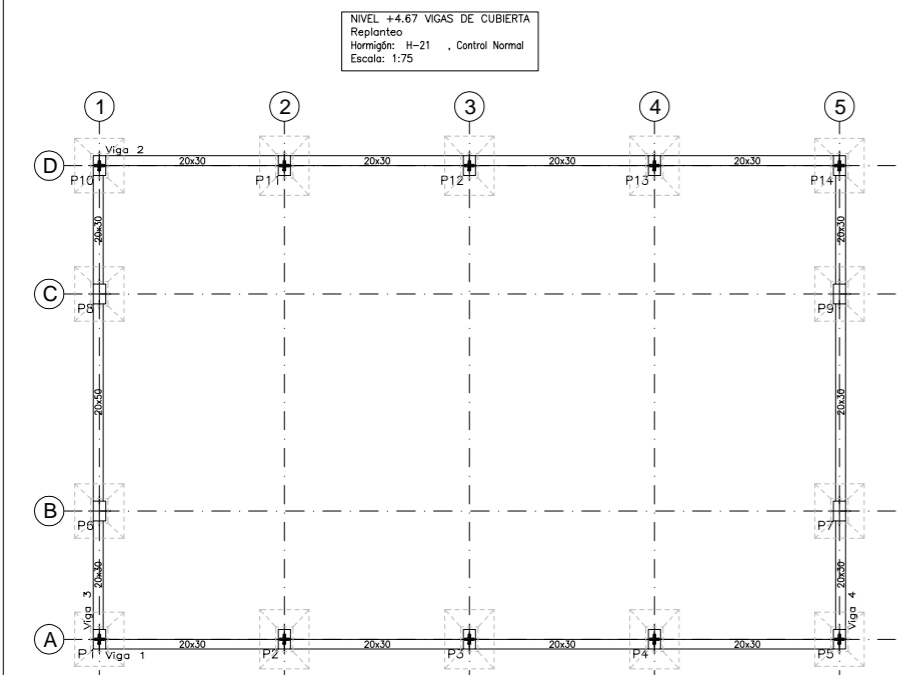 NIVEL +4.67 VIGAS DE CUBIERTA
Replanteo
Hormigón: H-21 , Control Normal
Escala: 1:75
1 2 3 4 5
Viga 2
20x30 20x30 20x30 20x30
D
P10 P11 P12 P13 P14
20x30 20x30
C
P8 P9
20x50 20x30
B
P6 P7
20x30 20x30
Viga 3 Viga 4
A
20x30 20x30 20x30 20x30
P1 P2 P3 P4 P5
Viga 1